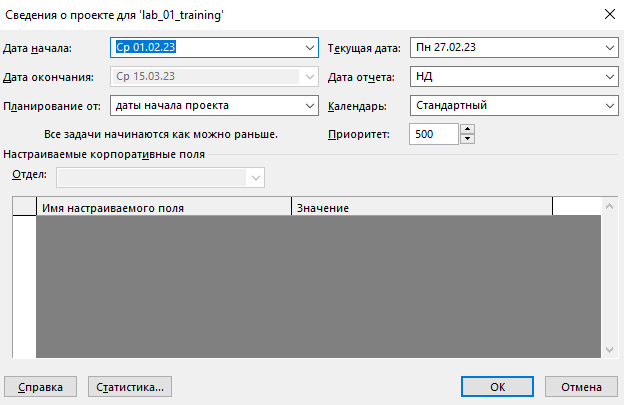 Сведения о проекте для 'lab_01_training'
Дата начала: Ср 01.02.23 Текущая дата: Пн 27.02.23
Дата окончания: Ср 15.03.23 Дата отчета: НД
Планирование от: даты начала проекта Календарь: Стандартный
Все задачи начинаются как можно раньше. Приоритет: 500
Настраиваемые корпоративные поля
Отдел:
Имя настраиваемого поля Значение
Справка Статистика... ОК Отмена